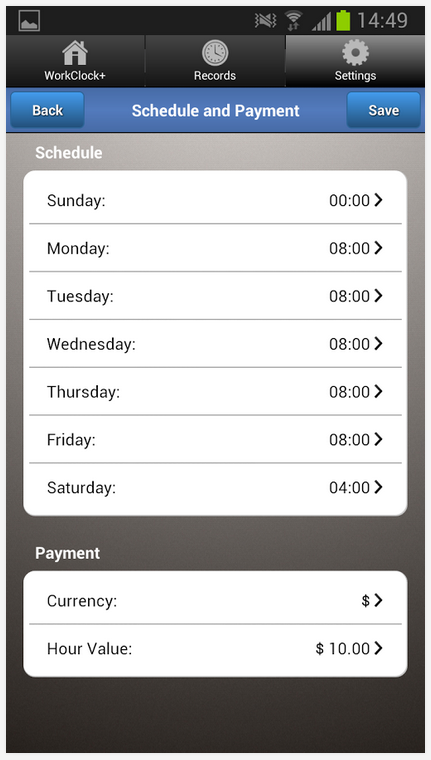 14:49
WorkClock+ Records Settings
Back Schedule and Payment Save
Schedule
Sunday: 00:00
Monday: 08:00
Tuesday: 08:00
Wednesday: 08:00
Thursday: 08:00
Friday: 08:00
Saturday: 04:00
Payment
Currency: $
Hour Value: $ 10.00